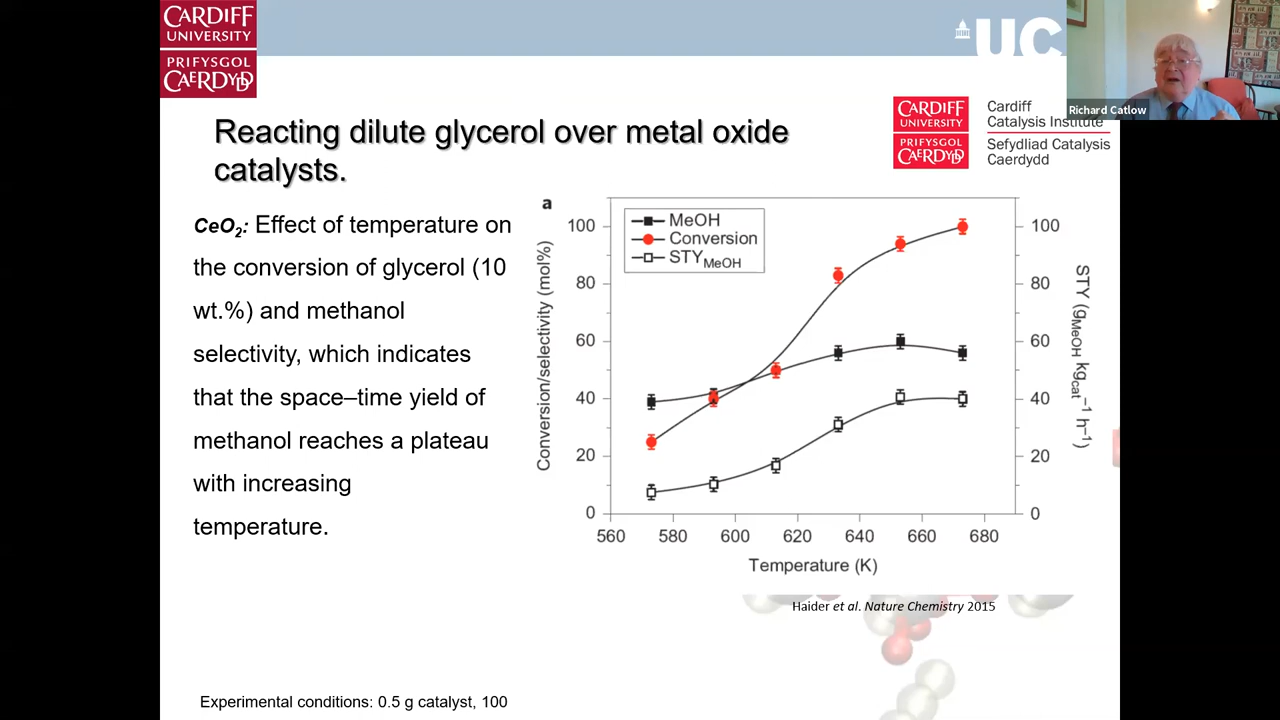 CARDIFF
UNIVERSITY
PRIFYSGOL
CAERDYDD
UC
Richard Catlow
CARDIFF
UNIVERSITY
PRIFYSGOL
CAERDYDD
Cardiff
Catalysis Institute
Sefydliad Catalysis
Caerdydd
Reacting dilute glycerol over metal oxide
catalysts.
CeO2: Effect of temperature on
the conversion of glycerol (10
wt.%) and methanol
selectivity, which indicates
that the space–time yield of
methanol reaches a plateau
with increasing
temperature.
a
MeOH
Conversion
STYMeOH
Conversion/selectivity (mol%)
100
80
60
40
20
0
100
80
60
40
20
0
STY (gMeOH kgcat⁻¹ h⁻¹)
560 580 600 620 640 660 680
Temperature (K)
Haider et al. Nature Chemistry 2015
Experimental conditions: 0.5 g catalyst, 100